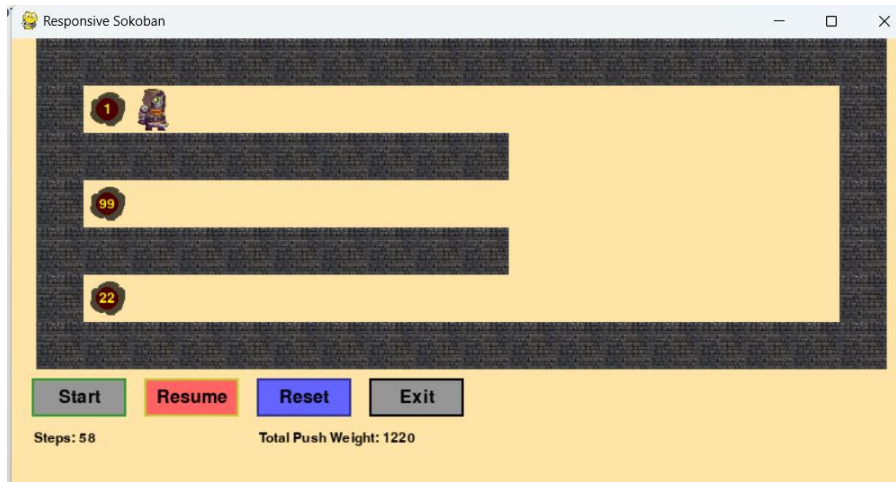 Responsive Sokoban
1
99
22
Start Resume Reset Exit
Steps: 58 Total Push Weight: 1220